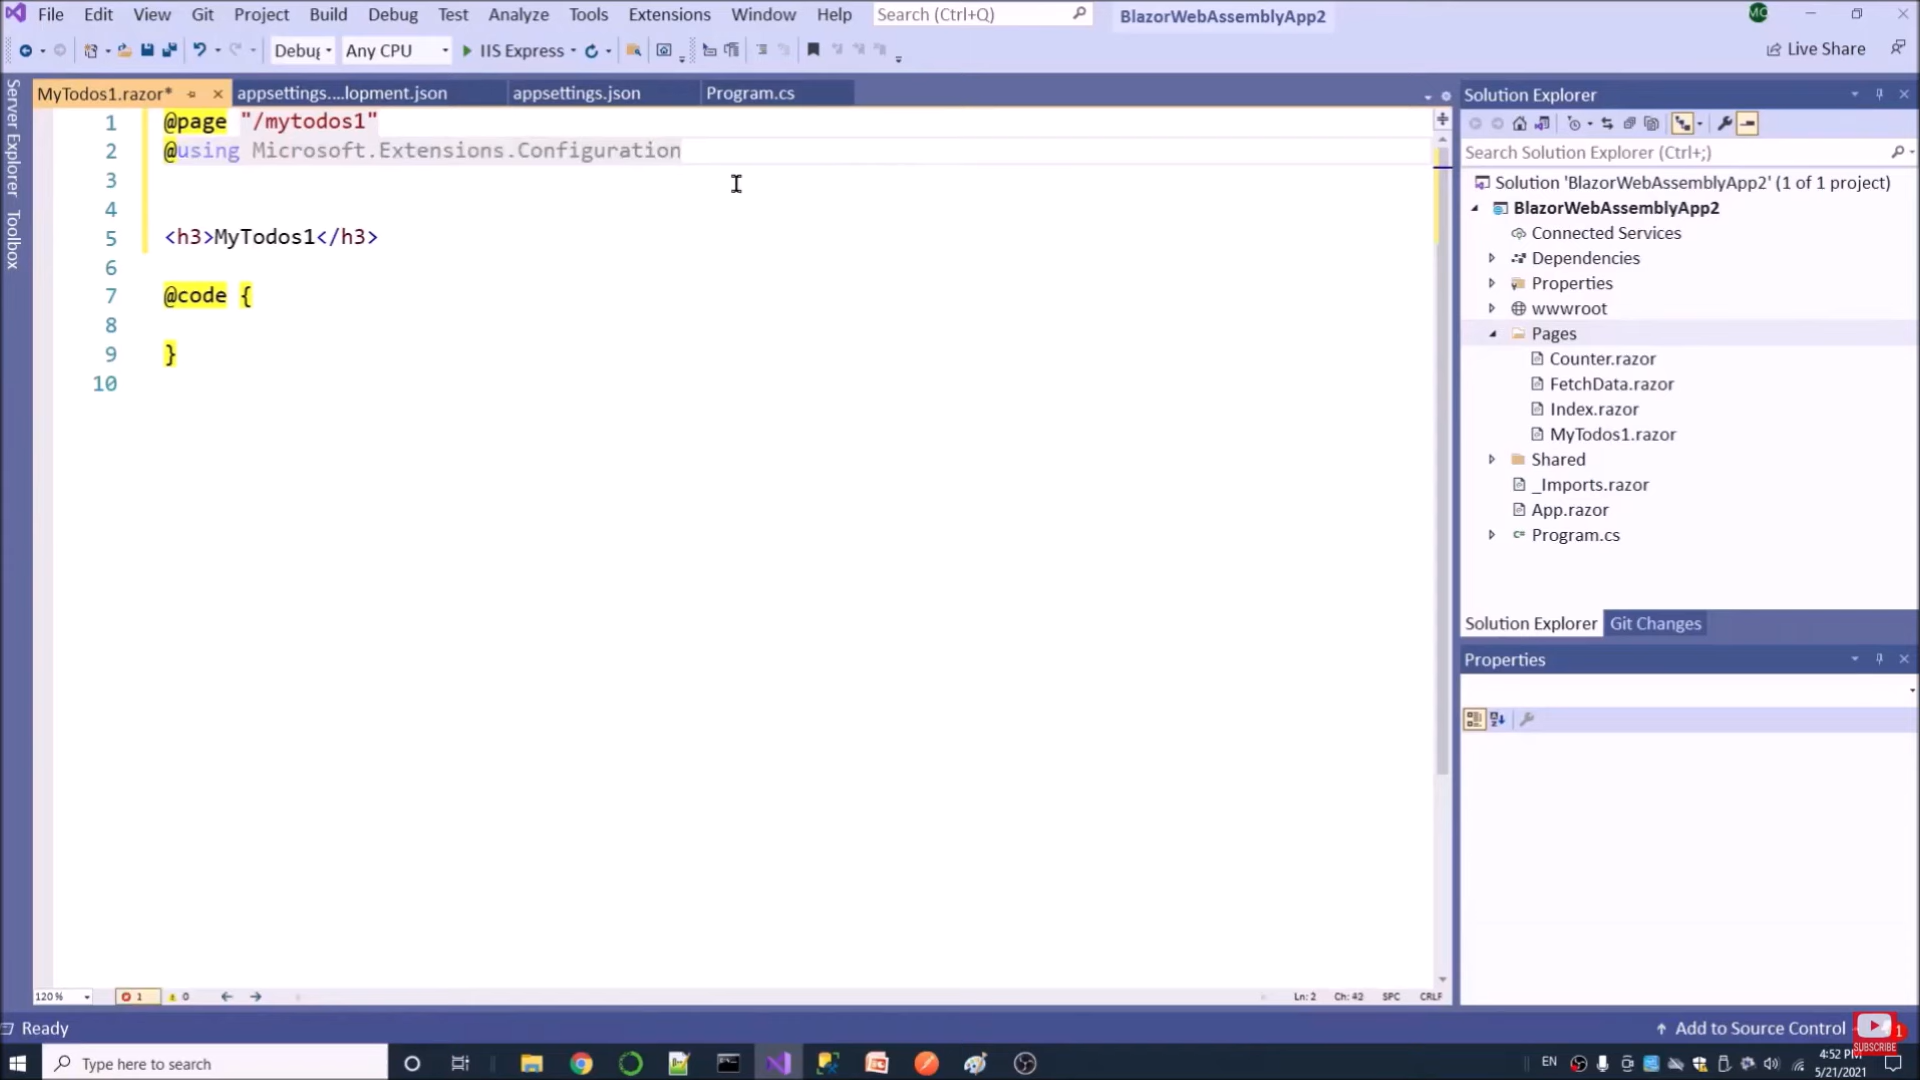 File Edit View Git Project Build Debug Test Analyze Tools Extensions Window Help Search (Ctrl+Q) BlazorWebAssemblyApp2 MC
Debug Any CPU IIS Express Live Share
Server Explorer
Toolbox
MyTodos1.razor* appsettings....lopment.json appsettings.json Program.cs
1 @page "/mytodos1"
2 @using Microsoft.Extensions.Configuration
3
4
5 <h3>MyTodos1</h3>
6
7 @code {
8
9 }
10
120 % 1 0 Ln: 2 Ch: 42 SPC CRLF
Solution Explorer
Search Solution Explorer (Ctrl+;)
Solution 'BlazorWebAssemblyApp2' (1 of 1 project)
BlazorWebAssemblyApp2
Connected Services
Dependencies
Properties
wwwroot
Pages
Counter.razor
FetchData.razor
Index.razor
MyTodos1.razor
Shared
_Imports.razor
App.razor
Program.cs
Solution Explorer Git Changes
Properties
Ready Add to Source Control 1
SUBSCRIBE
Type here to search EN 4:52 PM
5/21/2021